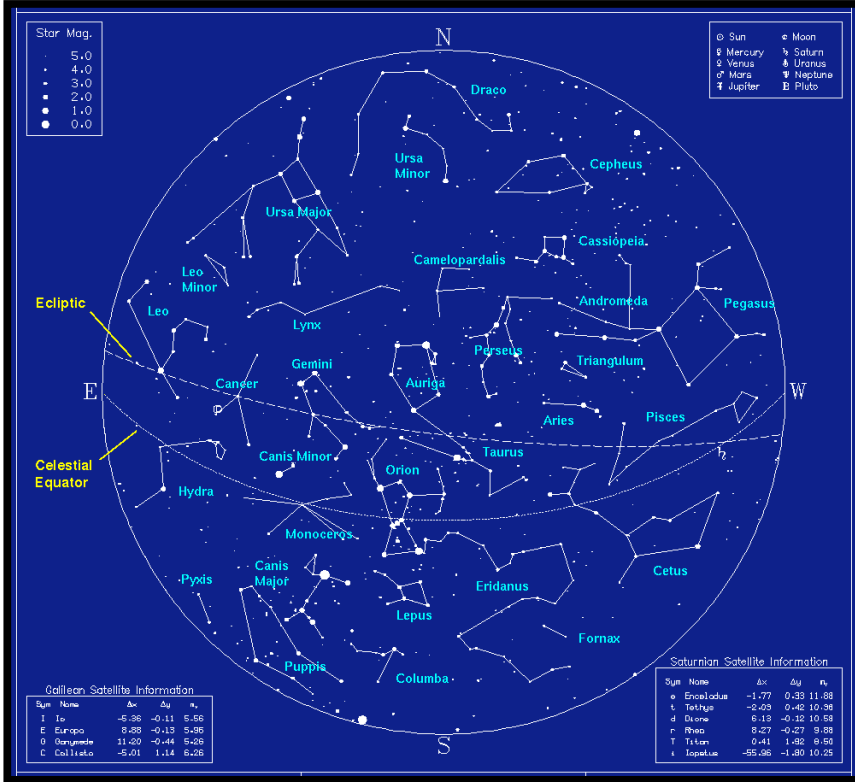 Star Mag.
5.0
4.0
3.0
2.0
1.0
0.0
N
Sun Moon
Mercury Saturn
Venus Uranus
Mars Neptune
Jupiter Pluto
Draco
Ursa
Minor
Cepheus
Ursa Major
Cassiopeia
Leo
Minor
Camelopardalis
Ecliptic
Leo
Lynx
Andromeda
Pegasus
Perseus
Gemini
Triangulum
Cancer
Auriga
E
W
Aries
Pisces
Canis Minor
Taurus
Celestial
Equator
Orion
Hydra
Monoceros
Canis
Major
Pyxis
Eridanus
Cetus
Lepus
Fornax
Puppis
Columba
S
Galilean Satellite Information
Sym Name Δx Δy mᵥ
I Io -5.36 -0.11 5.56
E Europa 8.88 -0.13 5.85
G Ganymede 11.20 -0.44 5.26
C Callisto -5.01 1.14 6.26
Saturnian Satellite Information
Sym Name Δx Δy mᵥ
e Enceladus -1.77 0.33 11.88
t Tethys -2.09 0.42 10.38
d Dione 6.13 -0.12 10.58
r Rhea 8.27 -0.27 9.88
T Titan 0.41 1.92 8.50
i Iapetus -55.96 -1.80 10.25